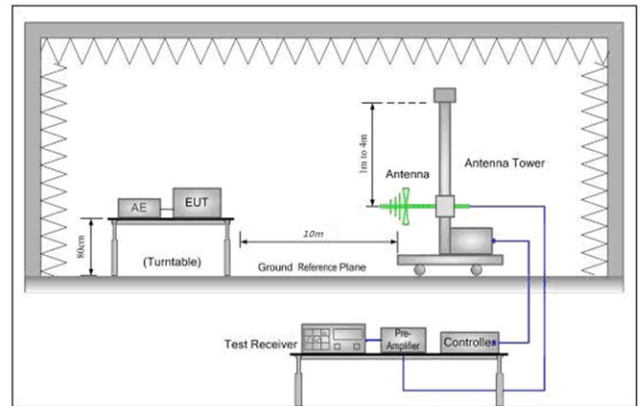 1m to 4m
Antenna
Antenna Tower
AE
EUT
80cm
(Turntable)
10m
Ground Reference Plane
Test Receiver
Pre-
Amplifier
Controller